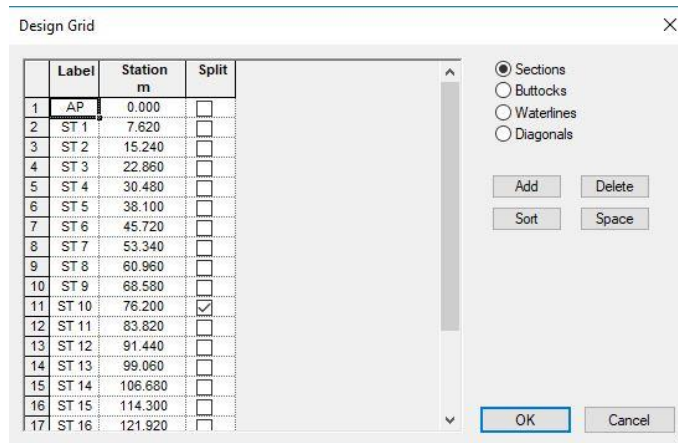 Design Grid
Label Station Split
m
1 AP 0.000
2 ST 1 7.620
3 ST 2 15.240
4 ST 3 22.860
5 ST 4 30.480
6 ST 5 38.100
7 ST 6 45.720
8 ST 7 53.340
9 ST 8 60.960
10 ST 9 68.580
11 ST 10 76.200
12 ST 11 83.820
13 ST 12 91.440
14 ST 13 99.060
15 ST 14 106.680
16 ST 15 114.300
17 ST 16 121.920
Sections
Buttocks
Waterlines
Diagonals
Add Delete
Sort Space
OK Cancel